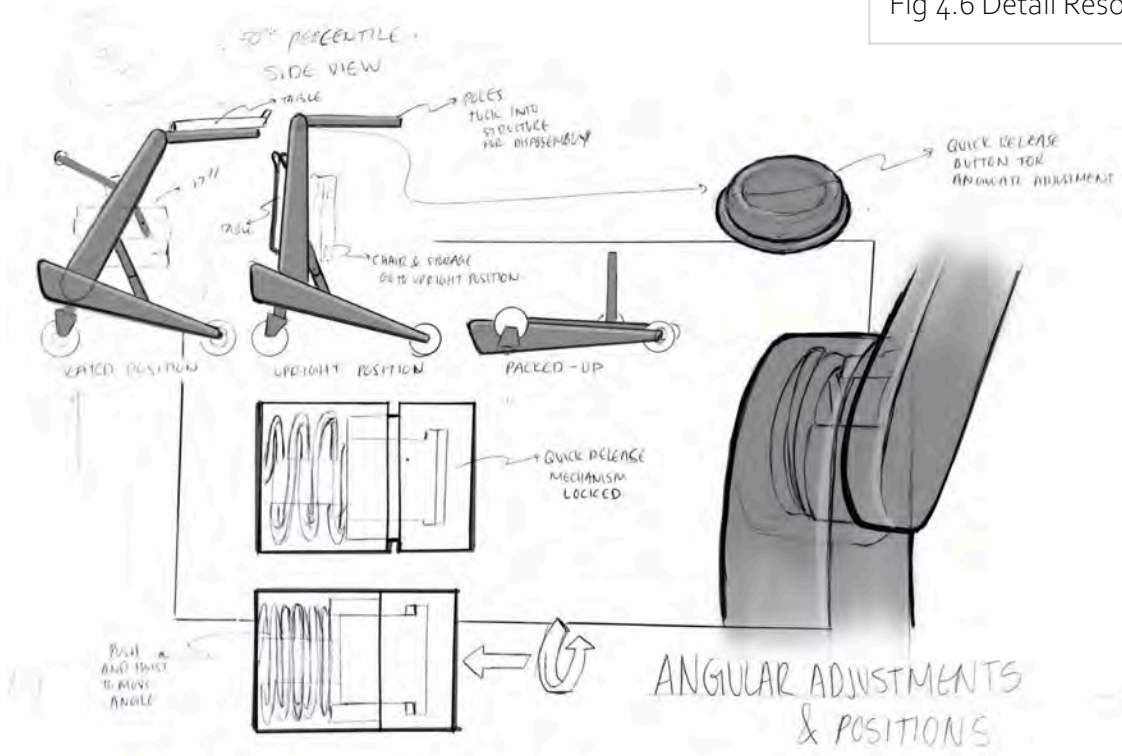 Fig 4.6 Detail Reso
50th PERCENTILE
SIDE VIEW
TABLE
POLES
TUCK INTO
STRUCTURE
FOR DISASSEMBLY
QUICK RELEASE
BUTTON FOR
ANGULAR ADJUSTMENT
17"
TABLE
CHAIR & STORAGE
GO TO UPRIGHT POSITION
POSITION
UPRIGHT POSITION
PACKED-UP
QUICK RELEASE
MECHANISM
LOCKED
PUSH
AND TWIST
TO MOVE
ANGLE
ANGULAR ADJUSTMENTS
& POSITIONS